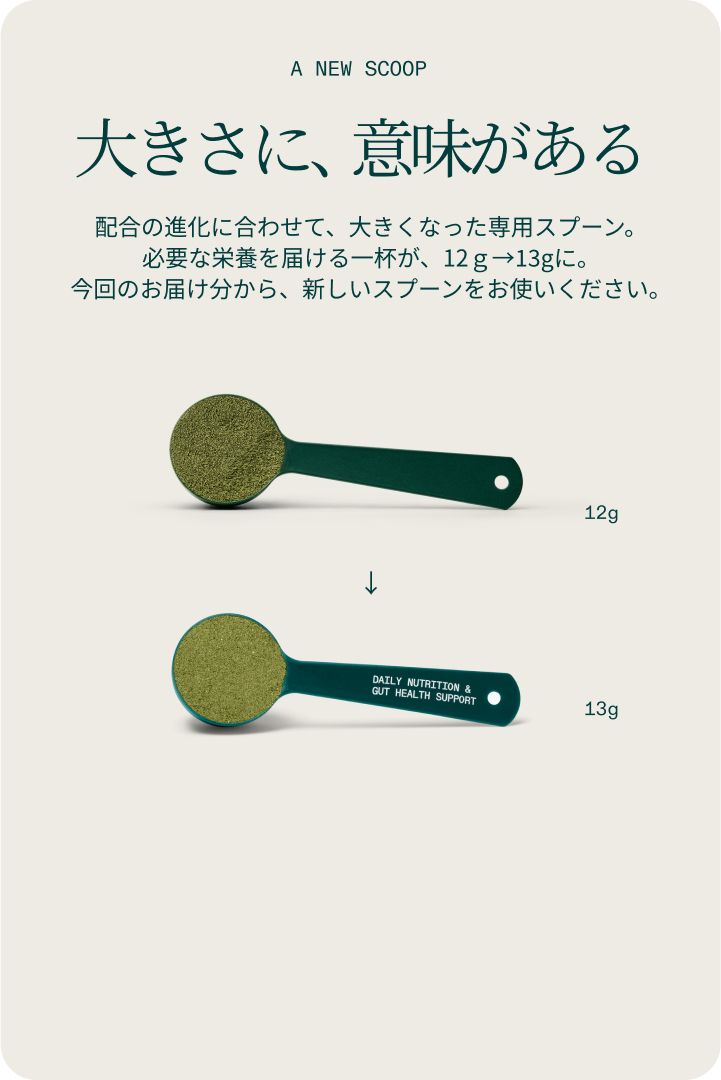 A NEW SCOOP
大きさに、意味がある
配合の進化に合わせて、大きくなった専用スプーン。
必要な栄養を届ける一杯が、12ｇ→13gに。
今回のお届け分から、新しいスプーンをお使いください。
12g
↓
DAILY NUTRITION &
GUT HEALTH SUPPORT
13g